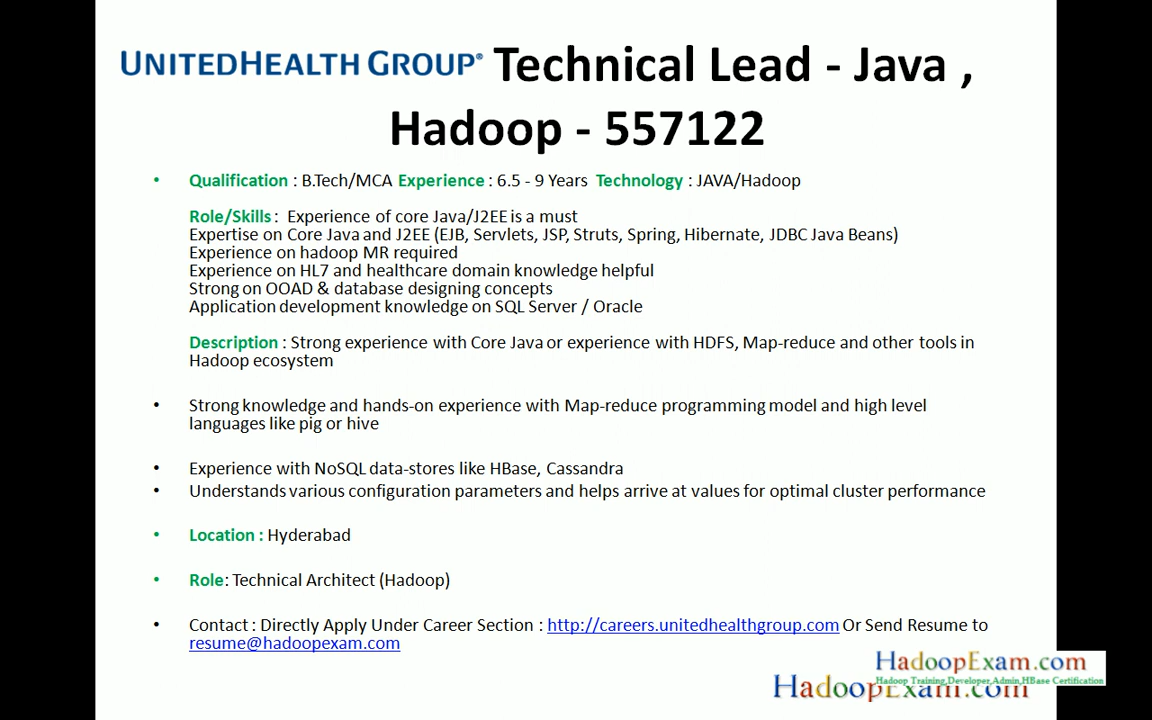 UNITEDHEALTH GROUP® Technical Lead - Java ,
Hadoop - 557122
• Qualification : B.Tech/MCA Experience : 6.5 - 9 Years Technology : JAVA/Hadoop
Role/Skills : Experience of core Java/J2EE is a must
Expertise on Core Java and J2EE (EJB, Servlets, JSP, Struts, Spring, Hibernate, JDBC Java Beans)
Experience on hadoop MR required
Experience on HL7 and healthcare domain knowledge helpful
Strong on OOAD & database designing concepts
Application development knowledge on SQL Server / Oracle
Description : Strong experience with Core Java or experience with HDFS, Map-reduce and other tools in
Hadoop ecosystem
• Strong knowledge and hands-on experience with Map-reduce programming model and high level
languages like pig or hive
• Experience with NoSQL data-stores like HBase, Cassandra
• Understands various configuration parameters and helps arrive at values for optimal cluster performance
• Location : Hyderabad
• Role: Technical Architect (Hadoop)
• Contact : Directly Apply Under Career Section : http://careers.unitedhealthgroup.com Or Send Resume to
resume@hadoopexam.com
HadoopExam.com
Hadoop Training,Developer,Admin,HBase Certification
HadoopExam.com